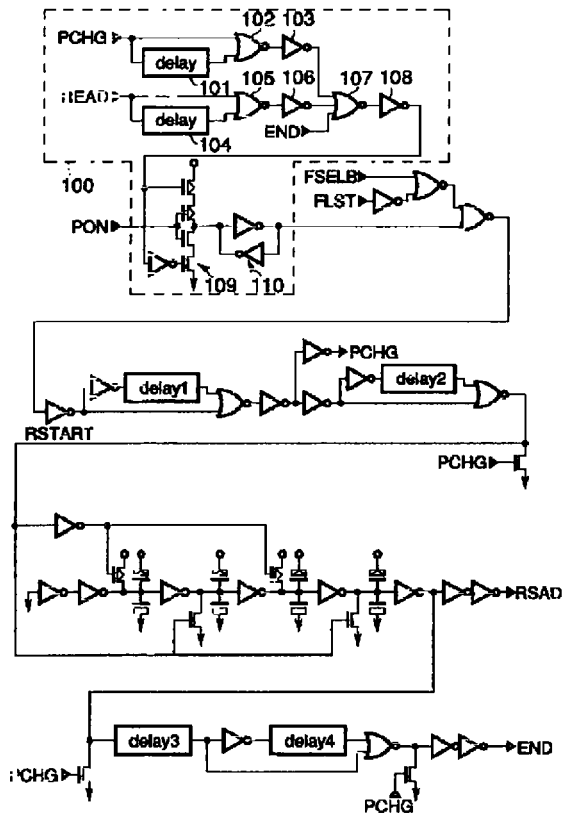 102 103
PCHG
delay
101
105 106 107 108
READ
delay
104
END
100
FSELB
RLST
PON
109
110
delay1
PCHG
delay2
RSTART
PCHG
RSAD
delay3
delay4
END
PCHG
PCHG